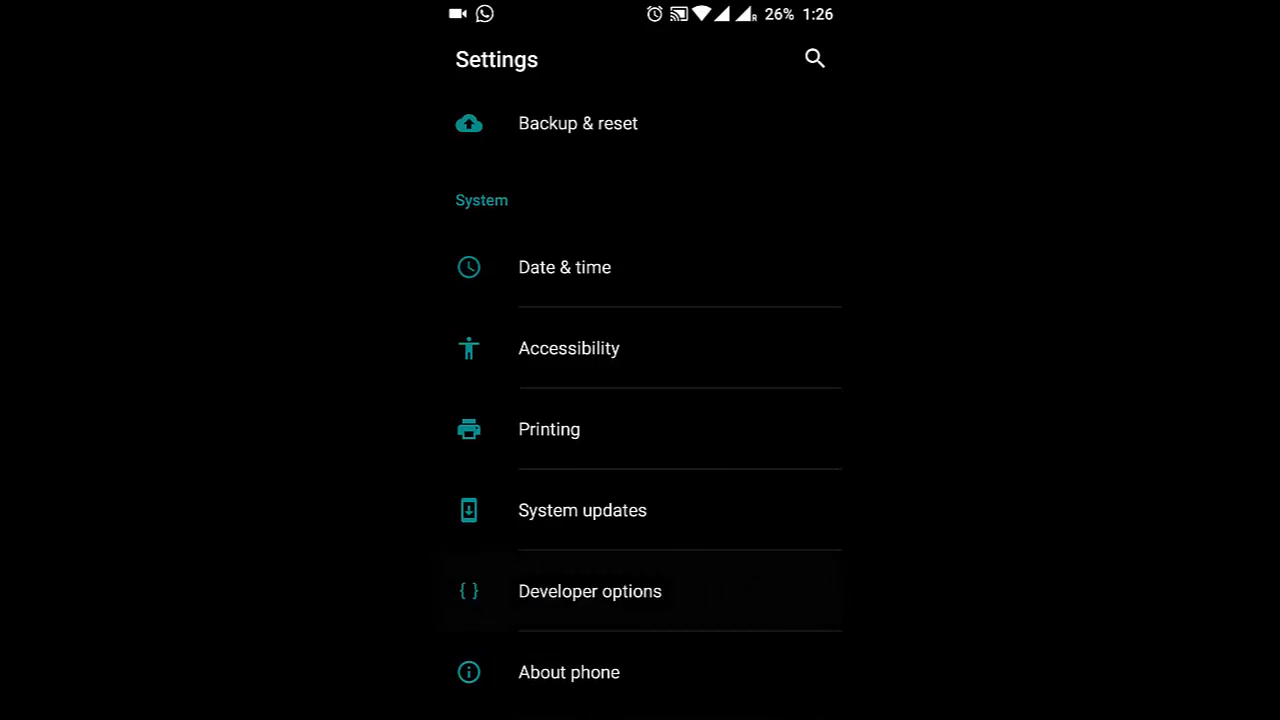 26% 1:26
Settings
Backup & reset
System
Date & time
Accessibility
Printing
System updates
Developer options
About phone